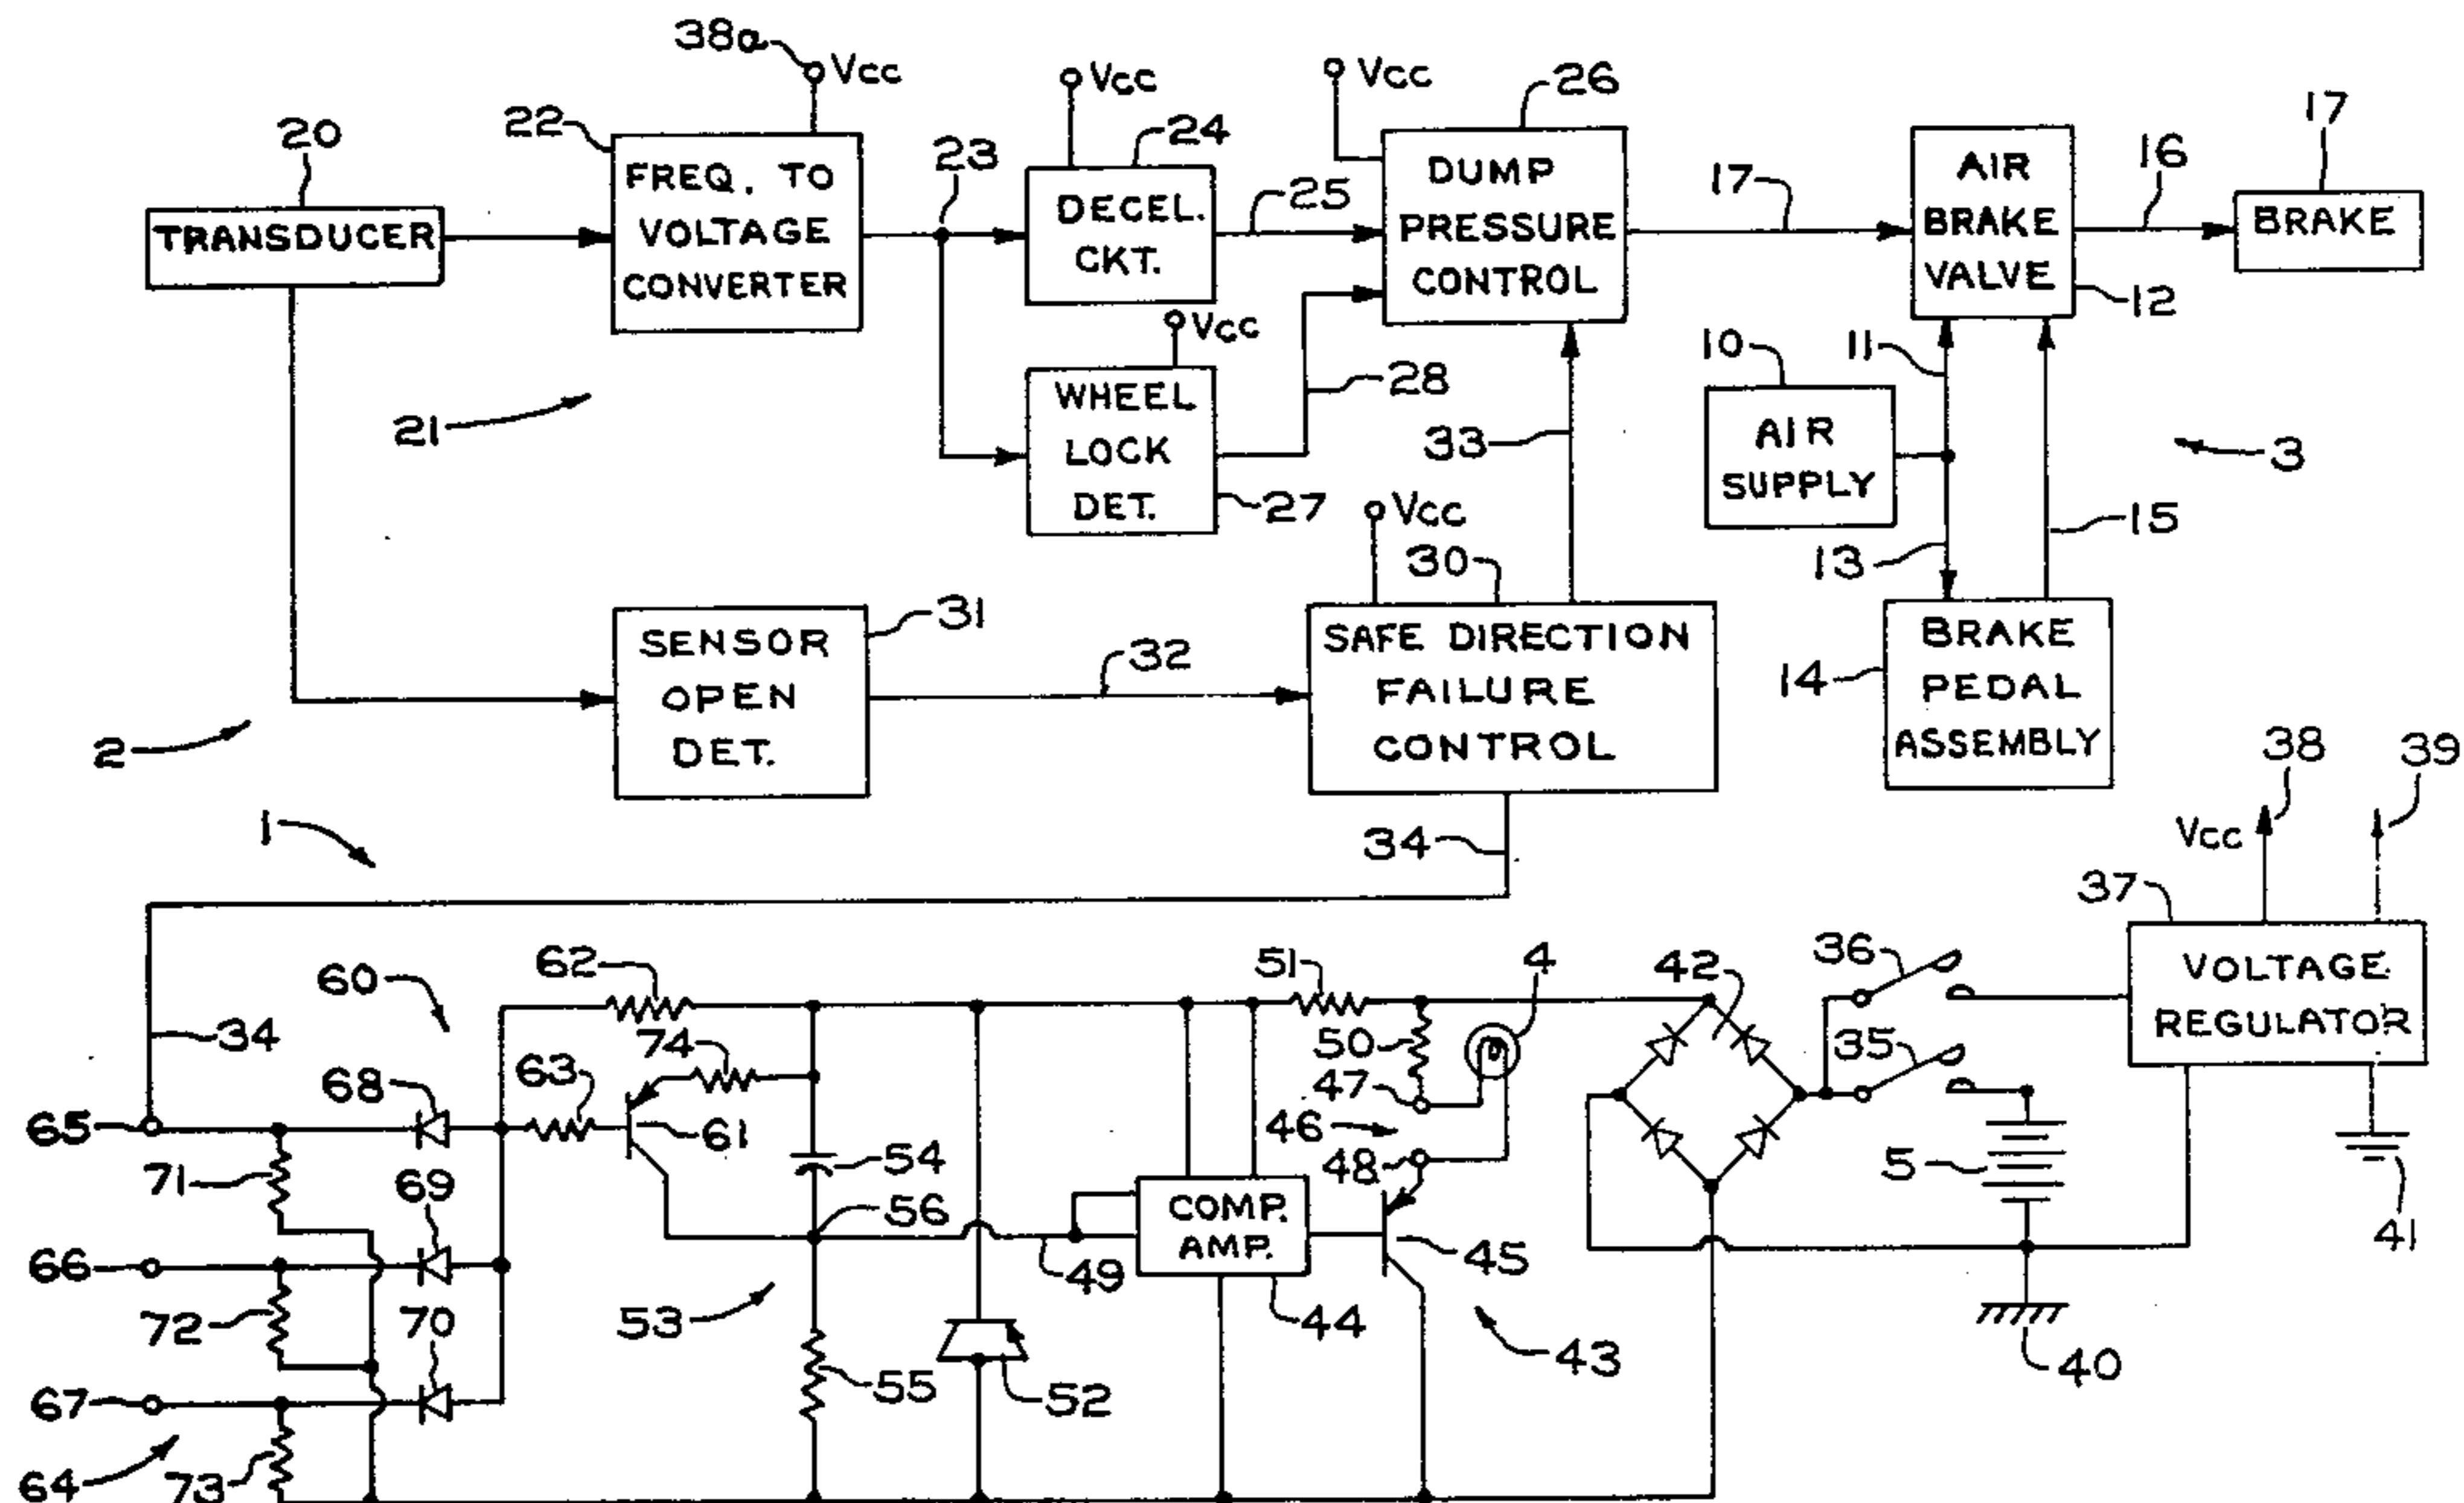 38a
Vcc
Vcc
Vcc
20
22
23
24
26
17
16
17
TRANSDUCER
FREQ. TO
VOLTAGE
CONVERTER
DECEL.
CKT.
25
DUMP
PRESSURE
CONTROL
AIR
BRAKE
VALVE
BRAKE
12
Vcc
WHEEL
LOCK
DET.
28
27
21
33
10
11
AIR
SUPPLY
3
15
13
Vcc
30
31
SENSOR
OPEN
DET.
32
SAFE DIRECTION
FAILURE
CONTROL
14
BRAKE
PEDAL
ASSEMBLY
2
1
34
38
39
Vcc
37
VOLTAGE
REGULATOR
60
62
51
4
42
36
34
74
50
35
68
63
47
65
61
46
71
54
48
5
69
56
COMP.
AMP.
41
66
49
45
72
70
53
44
43
40
67
55
52
64
73